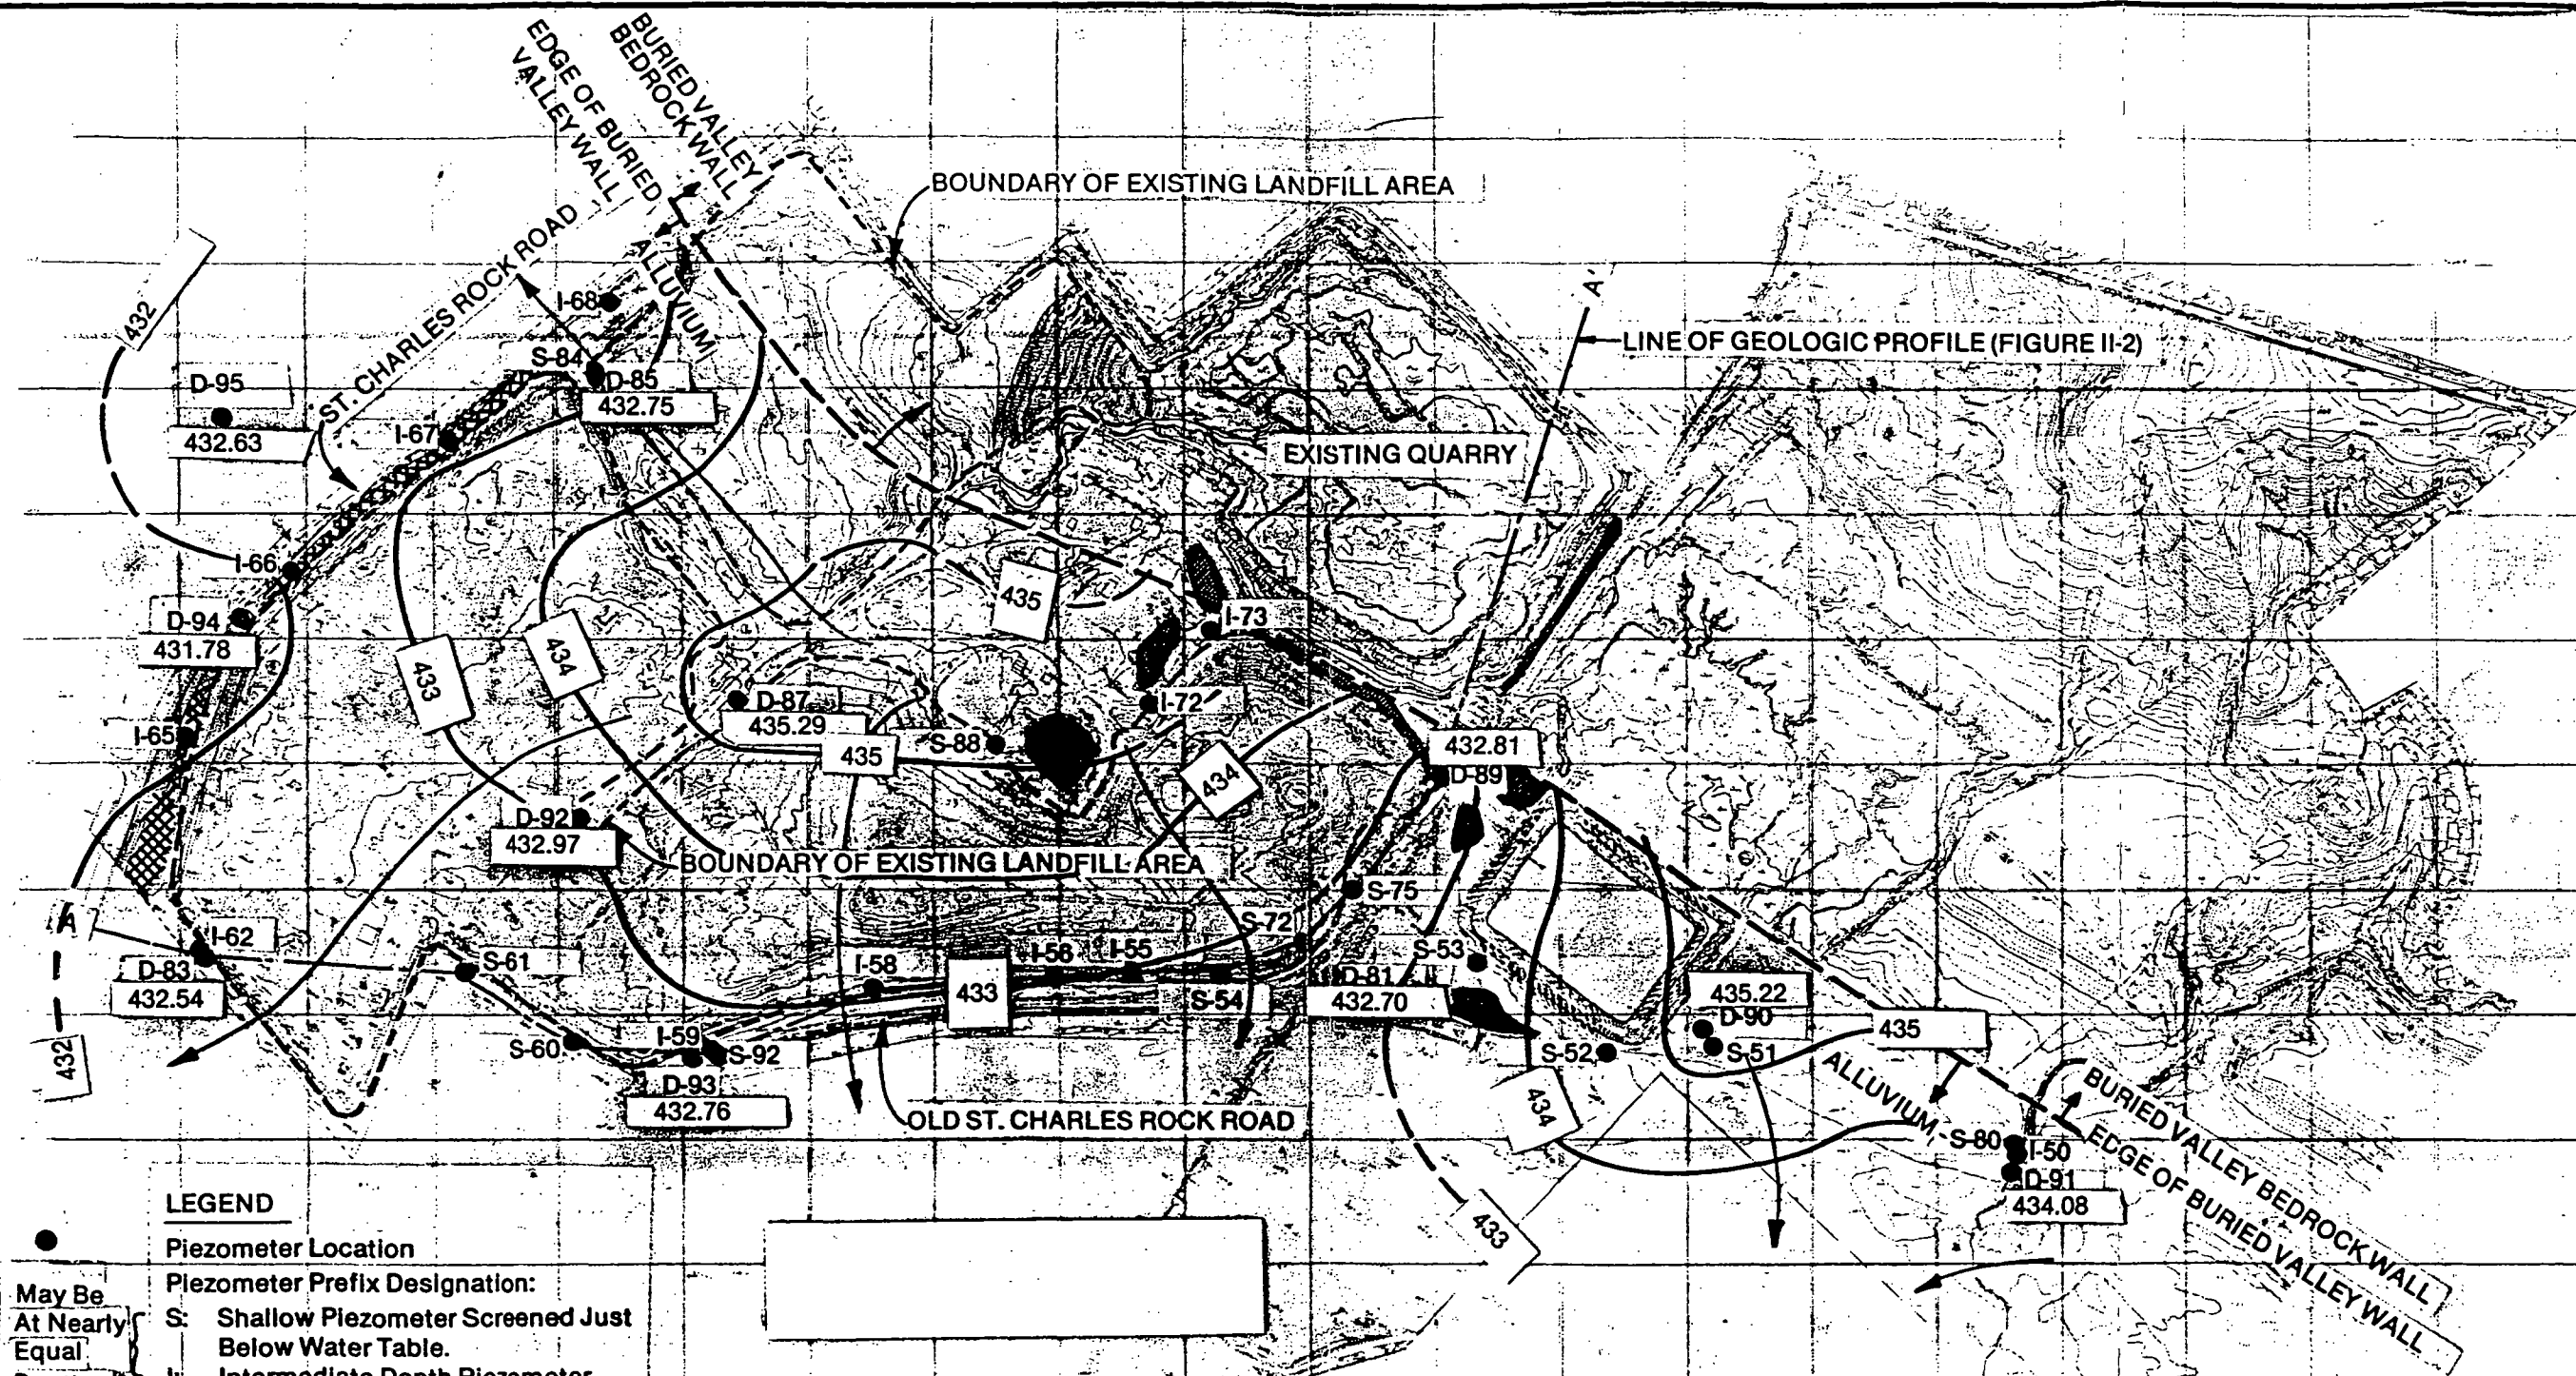 BURIED VALLEY
BEDROCK WALL
EDGE OF BURIED
VALLEY WALL
BOUNDARY OF EXISTING LANDFILL AREA
ST. CHARLES ROCK ROAD
ALLUVIUM
432
I-68
A'
LINE OF GEOLOGIC PROFILE (FIGURE II-2)
S-84
D-85
432.75
D-95
432.63
I-67
EXISTING QUARRY
I-66
435
I-73
D-94
431.78
433
434
D-87
435.29
I-72
I-65
435
S-88
434
432.81
D-89
D-92
432.97
BOUNDARY OF EXISTING LANDFILL AREA
S-75
A
S-72
I-62
S-61
I-58
I-58
I-55
S-53
D-83
432.54
433
S-54
D-81
432.70
435.22
D-90
435
S-60
I-59
S-92
S-52
S-51
432
D-93
432.76
OLD ST. CHARLES ROCK ROAD
434
ALLUVIUM
BURIED VALLEY BEDROCK WALL
EDGE OF BURIED VALLEY WALL
S-80
I-50
D-91
434.08
433
LEGEND
Piezometer Location
Piezometer Prefix Designation:
May Be
At Nearly
Equal
S: Shallow Piezometer Screened Just
Below Water Table.
I: Intermediate Depth Piezometer